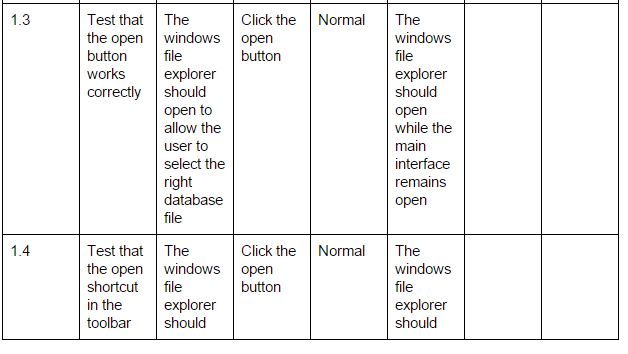 1.3
Test that
the open
button
works
correctly
The
windows
file
explorer
should
open to
allow the
user to
select the
right
database
file
Click the
open
button
Normal
The
windows
file
explorer
should
open
while the
main
interface
remains
open
1.4
Test that
the open
shortcut
in the
toolbar
The
windows
file
explorer
should
Click the
open
button
Normal
The
windows
file
explorer
should